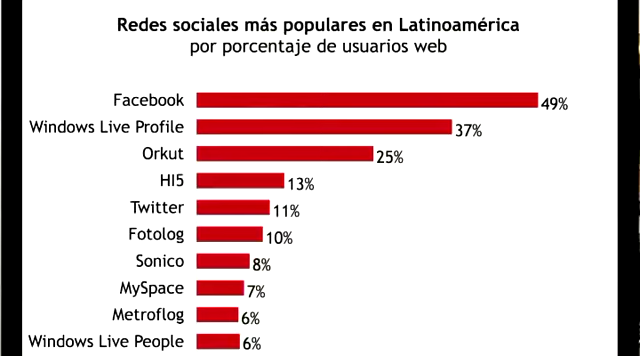 Redes sociales más populares en Latinoamérica
por porcentaje de usuarios web
Facebook 49%
Windows Live Profile 37%
Orkut 25%
HI5 13%
Twitter 11%
Fotolog 10%
Sonico 8%
MySpace 7%
Metroflog 6%
Windows Live People 6%